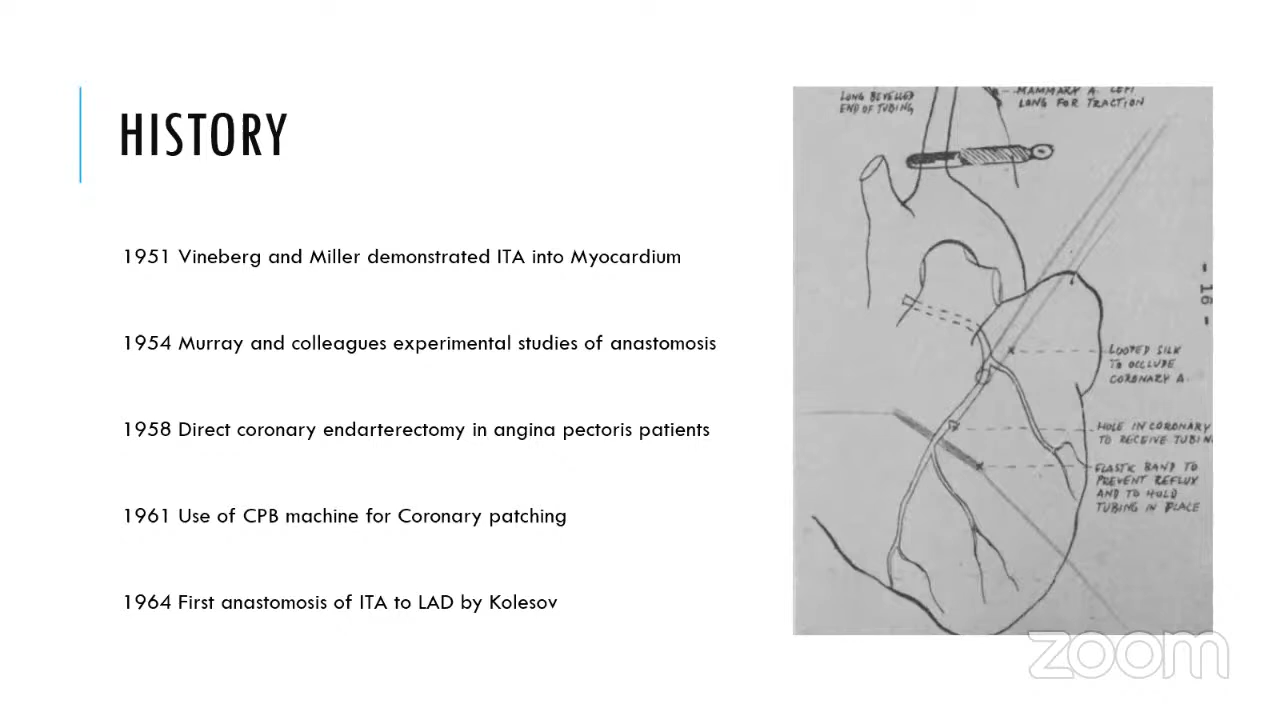 HISTORY
1951 Vineberg and Miller demonstrated ITA into Myocardium
1954 Murray and colleagues experimental studies of anastomosis
1958 Direct coronary endarterectomy in angina pectoris patients
1961 Use of CPB machine for Coronary patching
1964 First anastomosis of ITA to LAD by Kolesov
LONG BEVELLED
END OF TUBING
MAMMARY A. LEFT
LONG FOR TRACTION
- 16 -
LOOPED SILK
TO OCCLUDE
CORONARY A.
HOLE IN CORONARY
TO RECEIVE TUBIN
ELASTIC BAND TO
PREVENT REFLUX
AND TO HOLD
TUBING IN PLACE
zoom